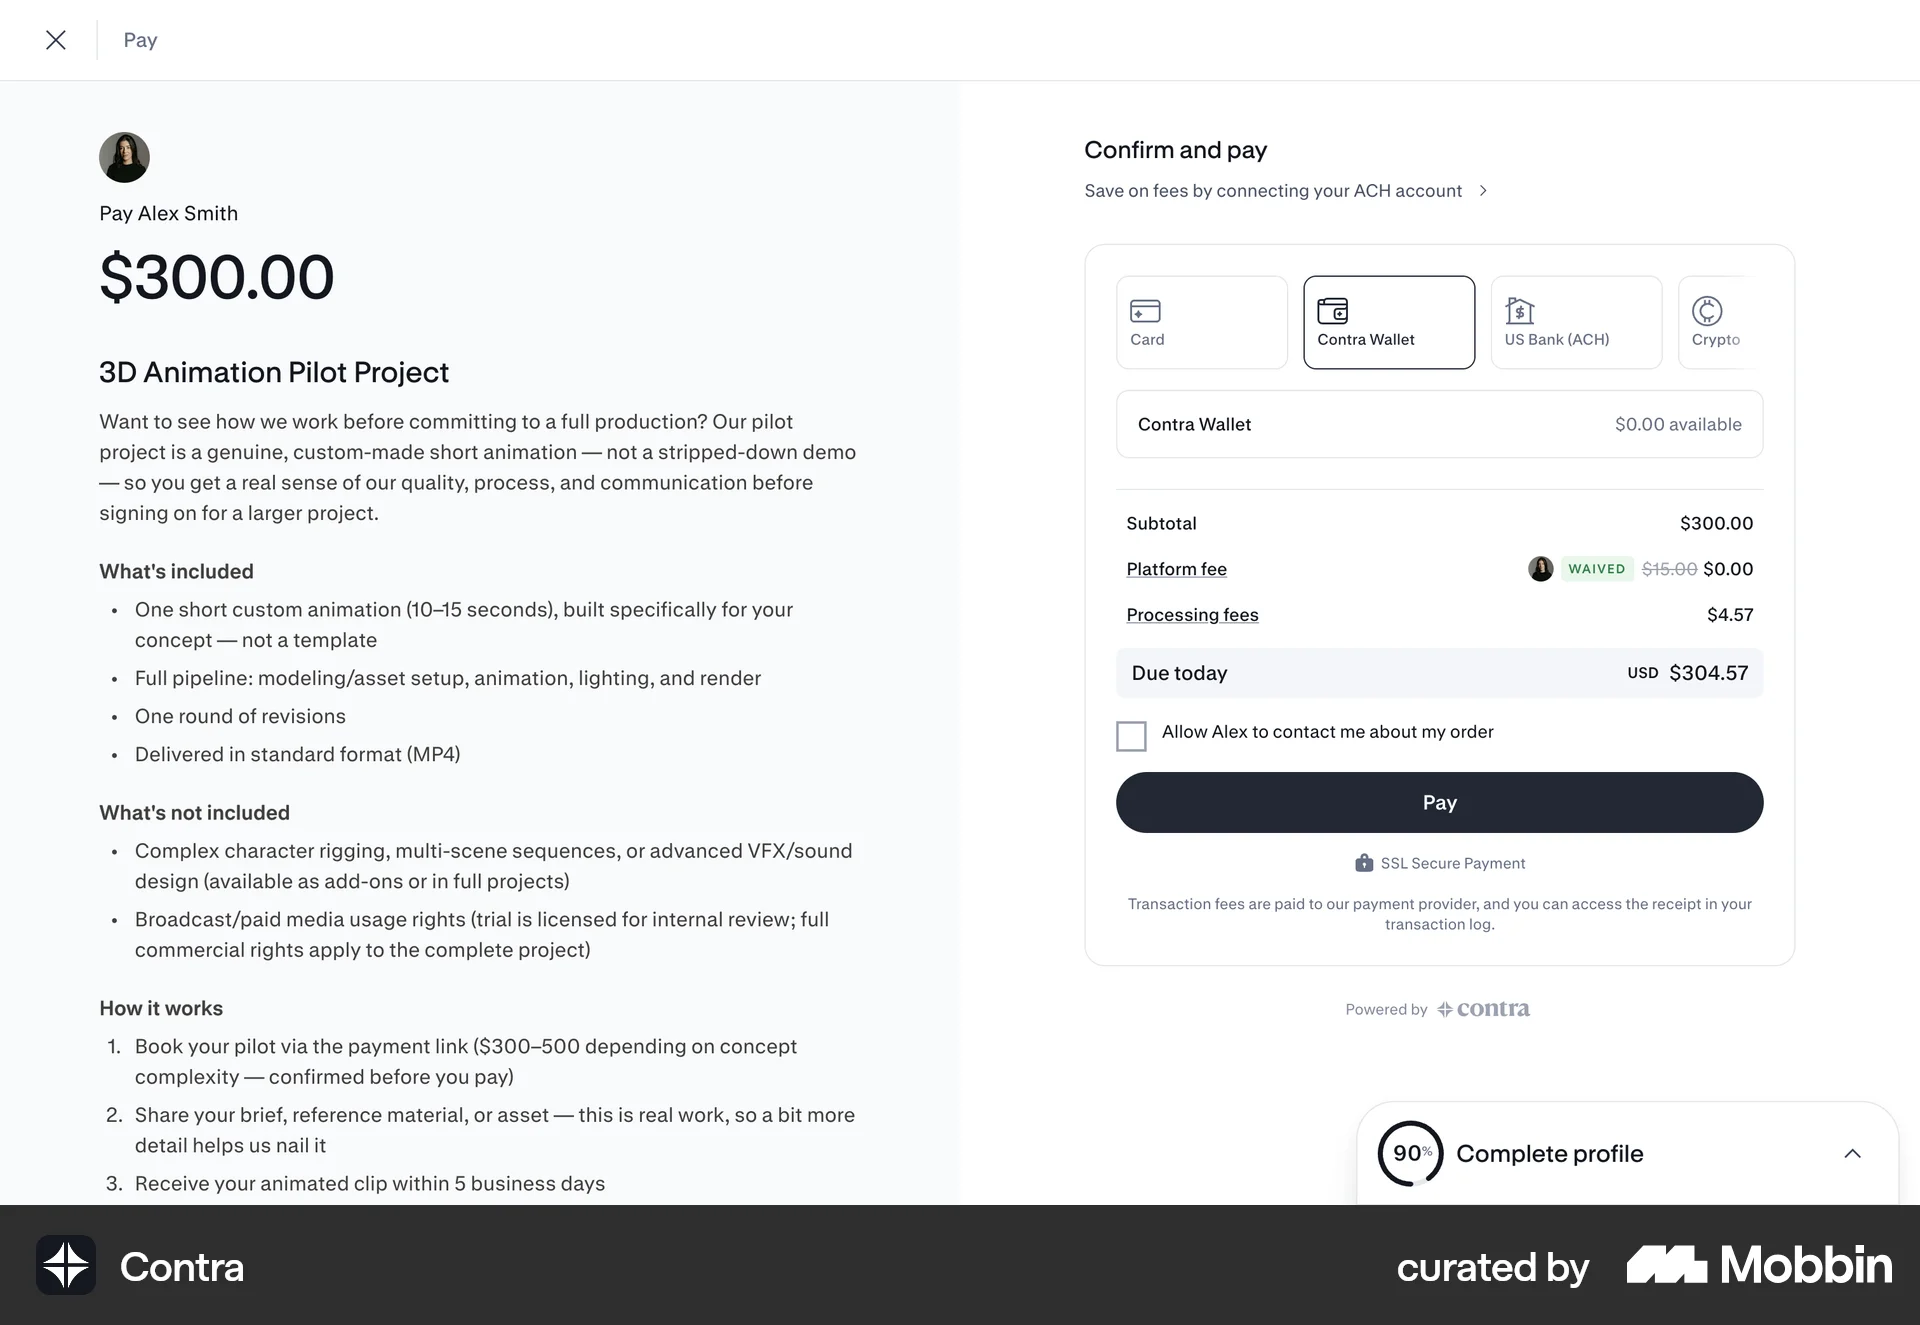 Pay
Pay Alex Smith
$300.00
3D Animation Pilot Project
Want to see how we work before committing to a full production? Our pilot
project is a genuine, custom-made short animation — not a stripped-down demo
— so you get a real sense of our quality, process, and communication before
signing on for a larger project.
What's included
• One short custom animation (10–15 seconds), built specifically for your
concept — not a template
• Full pipeline: modeling/asset setup, animation, lighting, and render
• One round of revisions
• Delivered in standard format (MP4)
What's not included
• Complex character rigging, multi-scene sequences, or advanced VFX/sound
design (available as add-ons or in full projects)
• Broadcast/paid media usage rights (trial is licensed for internal review; full
commercial rights apply to the complete project)
How it works
1. Book your pilot via the payment link ($300–500 depending on concept
complexity — confirmed before you pay)
2. Share your brief, reference material, or asset — this is real work, so a bit more
detail helps us nail it
3. Receive your animated clip within 5 business days
Confirm and pay
Save on fees by connecting your ACH account
Card
Contra Wallet
US Bank (ACH)
Crypto
Contra Wallet $0.00 available
Subtotal $300.00
Platform fee WAIVED $15.00 $0.00
Processing fees $4.57
Due today USD $304.57
Allow Alex to contact me about my order
Pay
SSL Secure Payment
Transaction fees are paid to our payment provider, and you can access the receipt in your
transaction log.
Powered by contra
90% Complete profile
Contra
curated by Mobbin